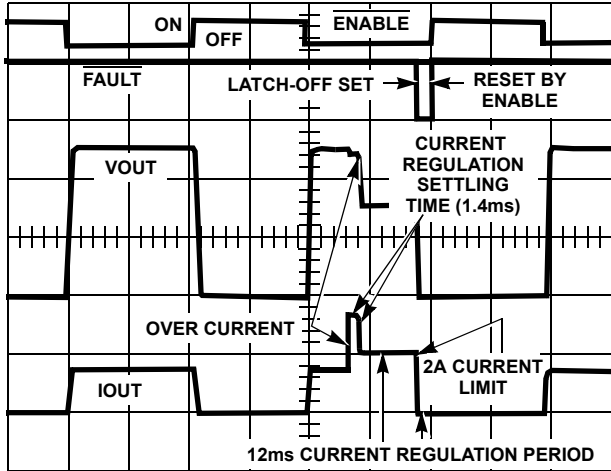 ON
OFF
ENABLE
FAULT
LATCH-OFF SET
RESET BY
ENABLE
VOUT
CURRENT
REGULATION
SETTLING
TIME (1.4ms)
OVER CURRENT
IOUT
2A CURRENT
LIMIT
12ms CURRENT REGULATION PERIOD